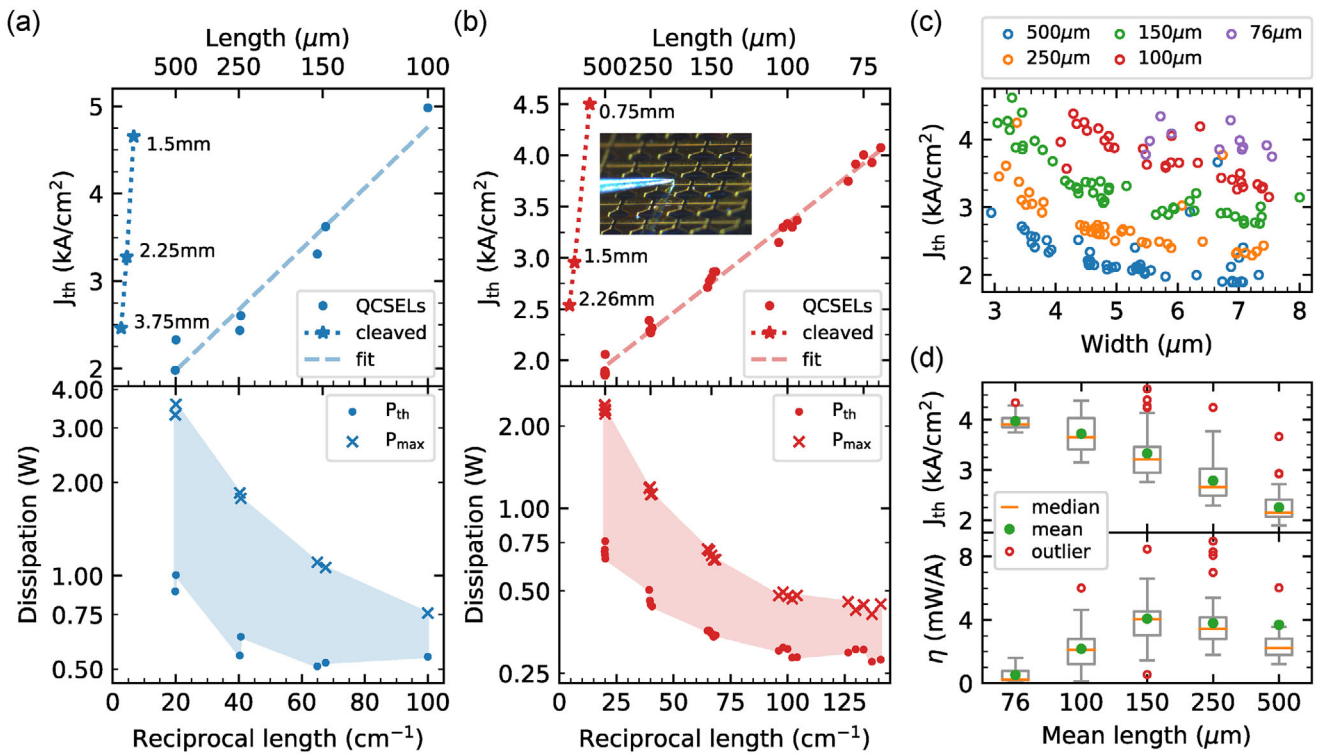 (a)
Length (μm)
500 250 150 100
J_th (kA/cm²)
5
4
3
2
1.5mm
2.25mm
3.75mm
QCSELs
cleaved
fit
Dissipation (W)
4.00
3.00
2.00
1.00
0.75
0.50
P_th
P_max
0 20 40 60 80 100
Reciprocal length (cm⁻¹)
(b)
Length (μm)
500 250 150 100 75
J_th (kA/cm²)
4.5
4.0
3.5
3.0
2.5
2.0
0.75mm
1.5mm
2.26mm
QCSELs
cleaved
fit
Dissipation (W)
2.00
1.00
0.75
0.50
0.25
P_th
P_max
0 25 50 75 100 125
Reciprocal length (cm⁻¹)
(c)
500μm 150μm 76μm
250μm 100μm
J_th (kA/cm²)
4
3
2
3 4 5 6 7 8
Width (μm)
(d)
J_th (kA/cm²)
4
3
2
median
mean
outlier
η (mW/A)
8
4
0
76 100 150 250 500
Mean length (μm)